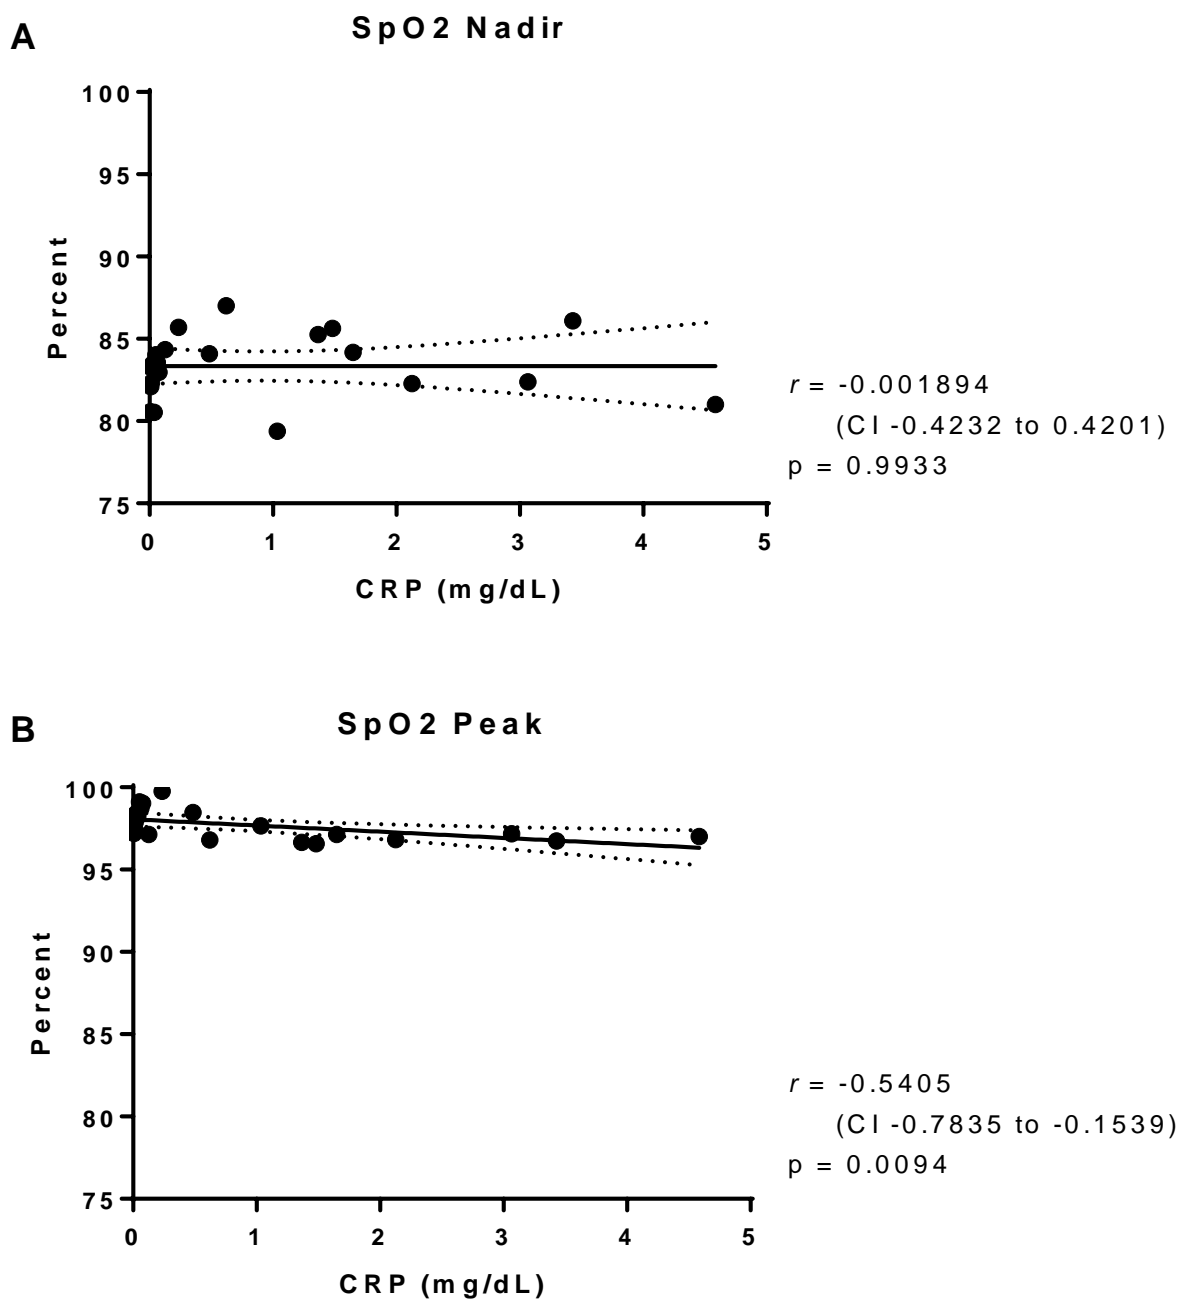 A
SpO2 Nadir
100
95
90
85
80
75
Percent
0 1 2 3 4 5
CRP (mg/dL)
r = -0.001894
(CI -0.4232 to 0.4201)
p = 0.9933
B
SpO2 Peak
100
95
90
85
80
75
Percent
0 1 2 3 4 5
CRP (mg/dL)
r = -0.5405
(CI -0.7835 to -0.1539)
p = 0.0094